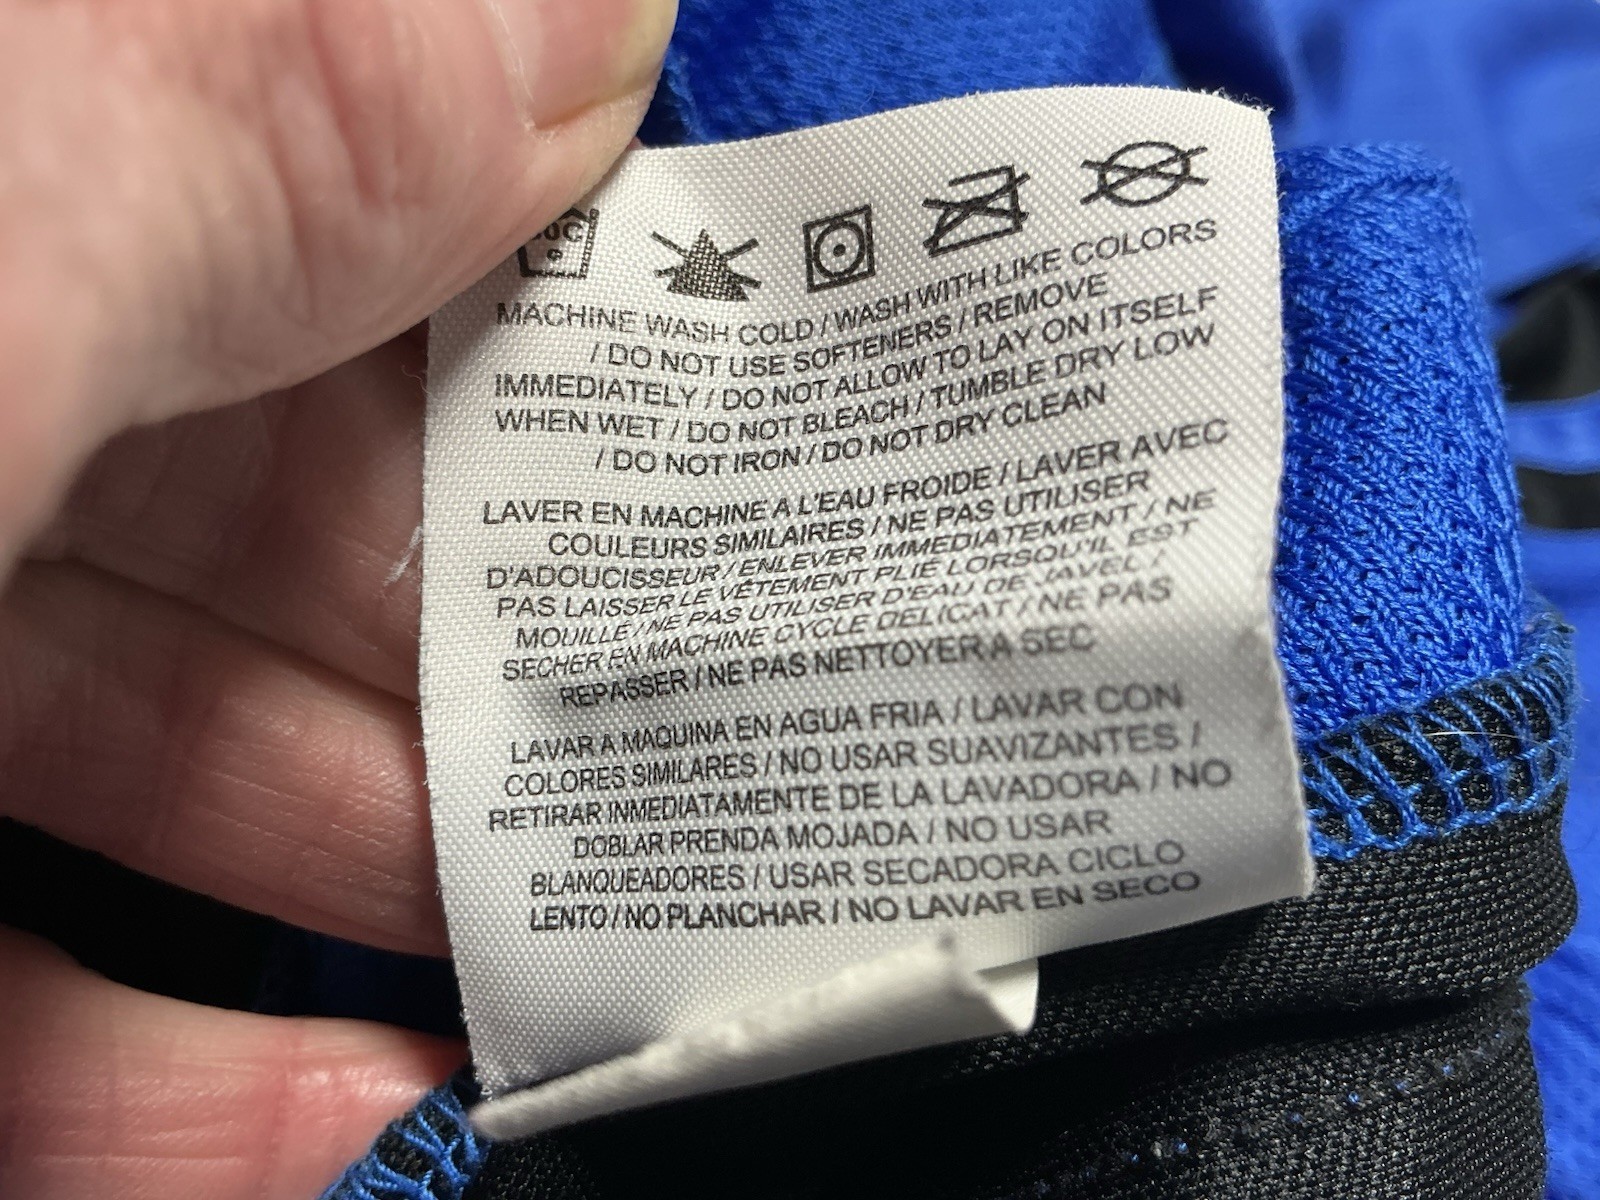 0C
MACHINE WASH COLD / WASH WITH LIKE COLORS
/ DO NOT USE SOFTENERS / REMOVE
IMMEDIATELY / DO NOT ALLOW TO LAY ON ITSELF
WHEN WET / DO NOT BLEACH / TUMBLE DRY LOW
/ DO NOT IRON / DO NOT DRY CLEAN
LAVER EN MACHINE A L'EAU FROIDE / LAVER AVEC
COULEURS SIMILAIRES / NE PAS UTILISER
D'ADOUCISSEUR / ENLEVER IMMEDIATEMENT / NE
PAS LAISSER LE VÊTEMENT PLIE LORSQU'IL EST
MOUILLE / NE PAS UTILISER D'EAU DE JAVEL /
SECHER EN MACHINE CYCLE DELICAT / NE PAS
REPASSER / NE PAS NETTOYER A SEC
LAVAR A MAQUINA EN AGUA FRIA / LAVAR CON
COLORES SIMILARES / NO USAR SUAVIZANTES /
RETIRAR INMEDIATAMENTE DE LA LAVADORA / NO
DOBLAR PRENDA MOJADA / NO USAR
BLANQUEADORES / USAR SECADORA CICLO
LENTO / NO PLANCHAR / NO LAVAR EN SECO